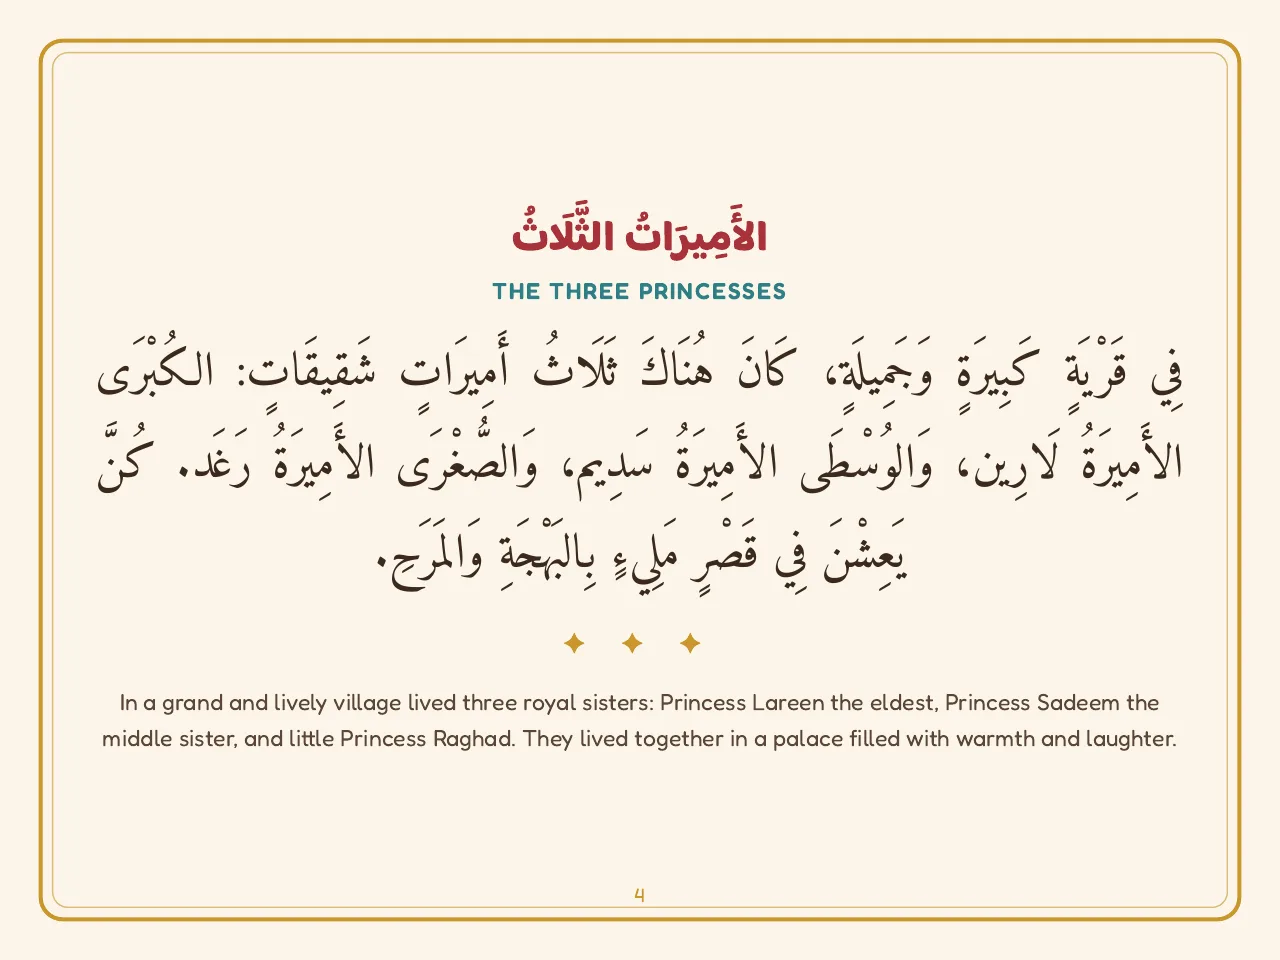 الأَمِيرَاتُ الثَّلَاثُ
THE THREE PRINCESSES
فِي قَرْيَةٍ كَبِيرَةٍ وَجَمِيلَةٍ، كَانَ هُنَاكَ ثَلَاثُ أَمِيرَاتٍ شَقِيقَاتٍ: الكُبْرَى
الأَمِيرَةُ لَارِين، وَالوُسْطَى الأَمِيرَةُ سَدِيم، وَالصُّغْرَى الأَمِيرَةُ رَغَد. كُنَّ
يَعِشْنَ فِي قَصْرٍ مَلِيءٍ بِالبَهْجَةِ وَالمَرَحِ.
In a grand and lively village lived three royal sisters: Princess Lareen the eldest, Princess Sadeem the
middle sister, and little Princess Raghad. They lived together in a palace filled with warmth and laughter.
4